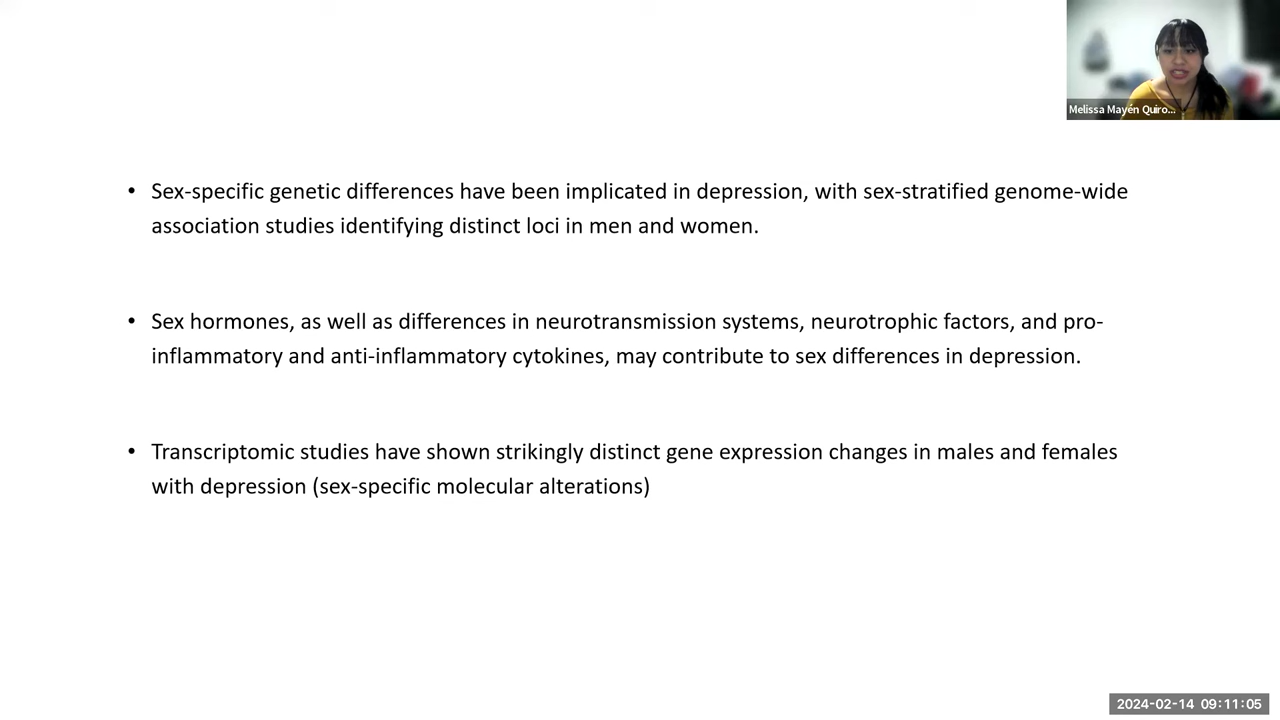 Melissa Mayén Quiro...
• Sex-specific genetic differences have been implicated in depression, with sex-stratified genome-wide
association studies identifying distinct loci in men and women.
• Sex hormones, as well as differences in neurotransmission systems, neurotrophic factors, and pro-
inflammatory and anti-inflammatory cytokines, may contribute to sex differences in depression.
• Transcriptomic studies have shown strikingly distinct gene expression changes in males and females
with depression (sex-specific molecular alterations)
2024-02-14 09:11:05